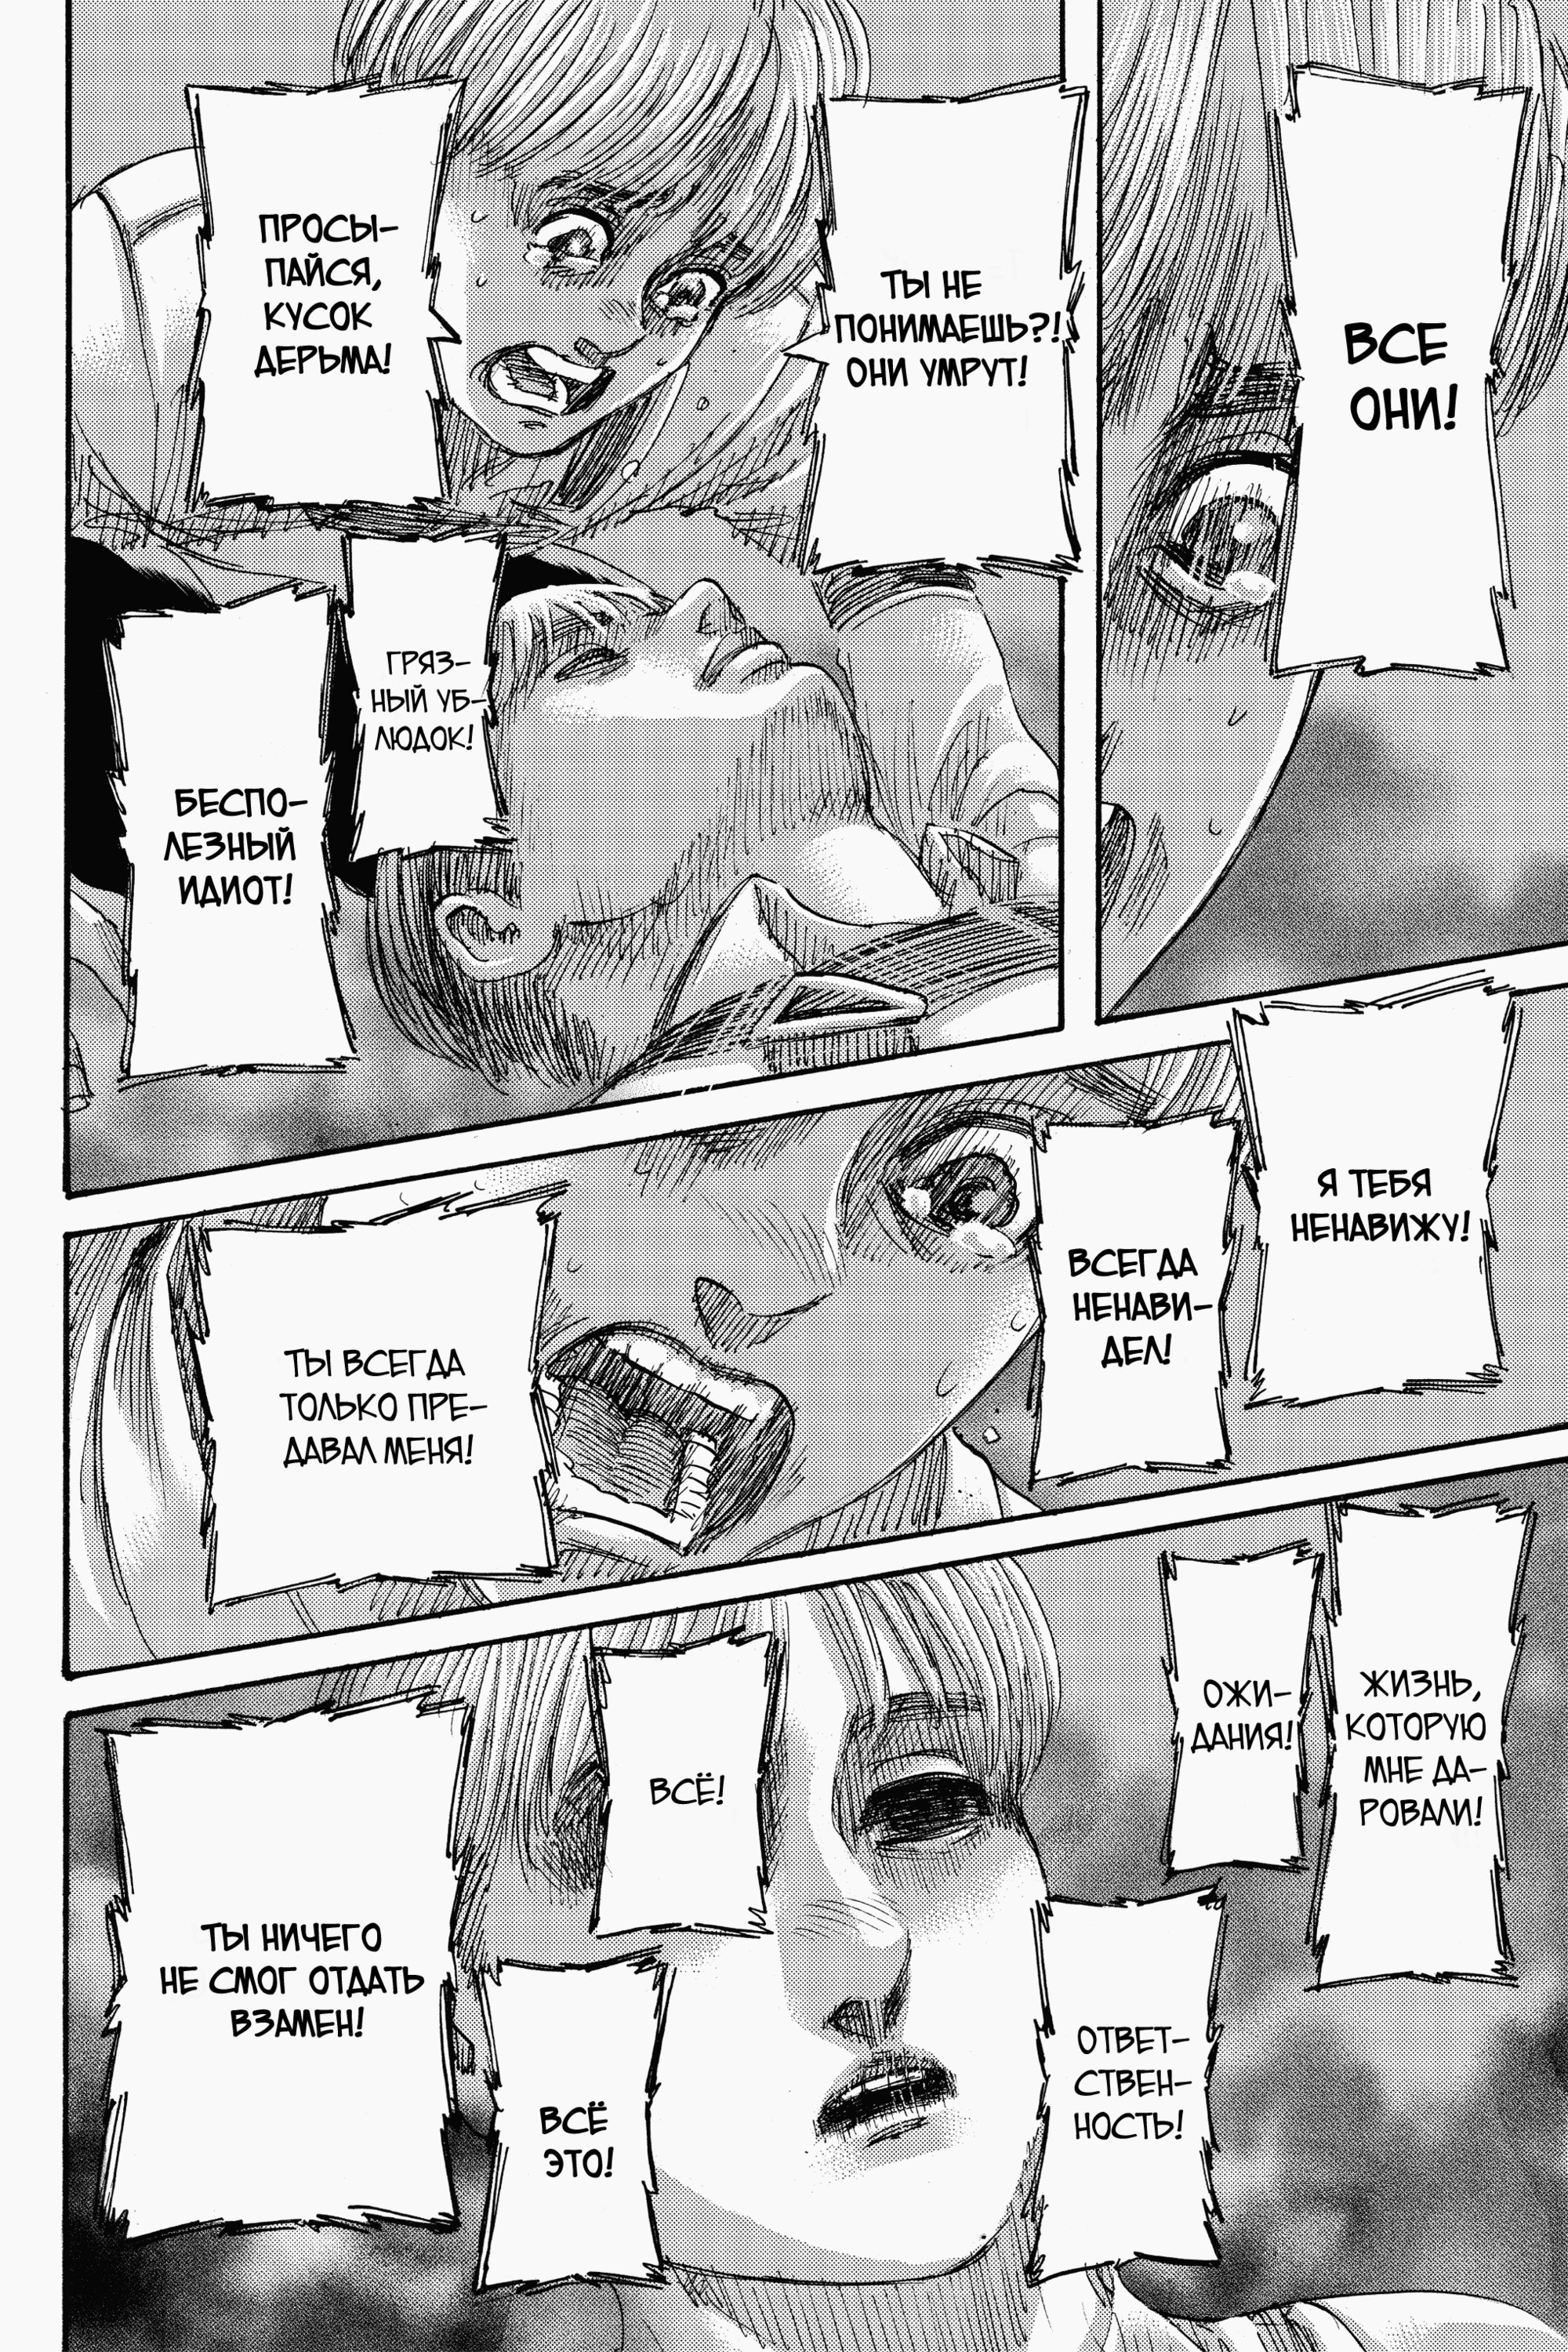 ВСЕ
ОНИ!
ТЫ НЕ
ПОНИМАЕШЬ?!
ОНИ УМРУТ!
ПРОСЫ-
ПАЙСЯ,
КУСОК
ДЕРЬМА!
ГРЯЗ-
НЫЙ УБ-
ЛЮДОК!
БЕСПО-
ЛЕЗНЫЙ
ИДИОТ!
Я ТЕБЯ
НЕНАВИЖУ!
ВСЕГДА
НЕНАВИ-
ДЕЛ!
ТЫ ВСЕГДА
ТОЛЬКО ПРЕ-
ДАВАЛ МЕНЯ!
ЖИЗНЬ,
КОТОРУЮ
МНЕ ДА-
РОВАЛИ!
ОЖИ-
ДАНИЯ!
ОТВЕТ-
СТВЕН-
НОСТЬ!
ВСЁ!
ВСЁ
ЭТО!
ТЫ НИЧЕГО
НЕ СМОГ ОТДАТЬ
ВЗАМЕН!